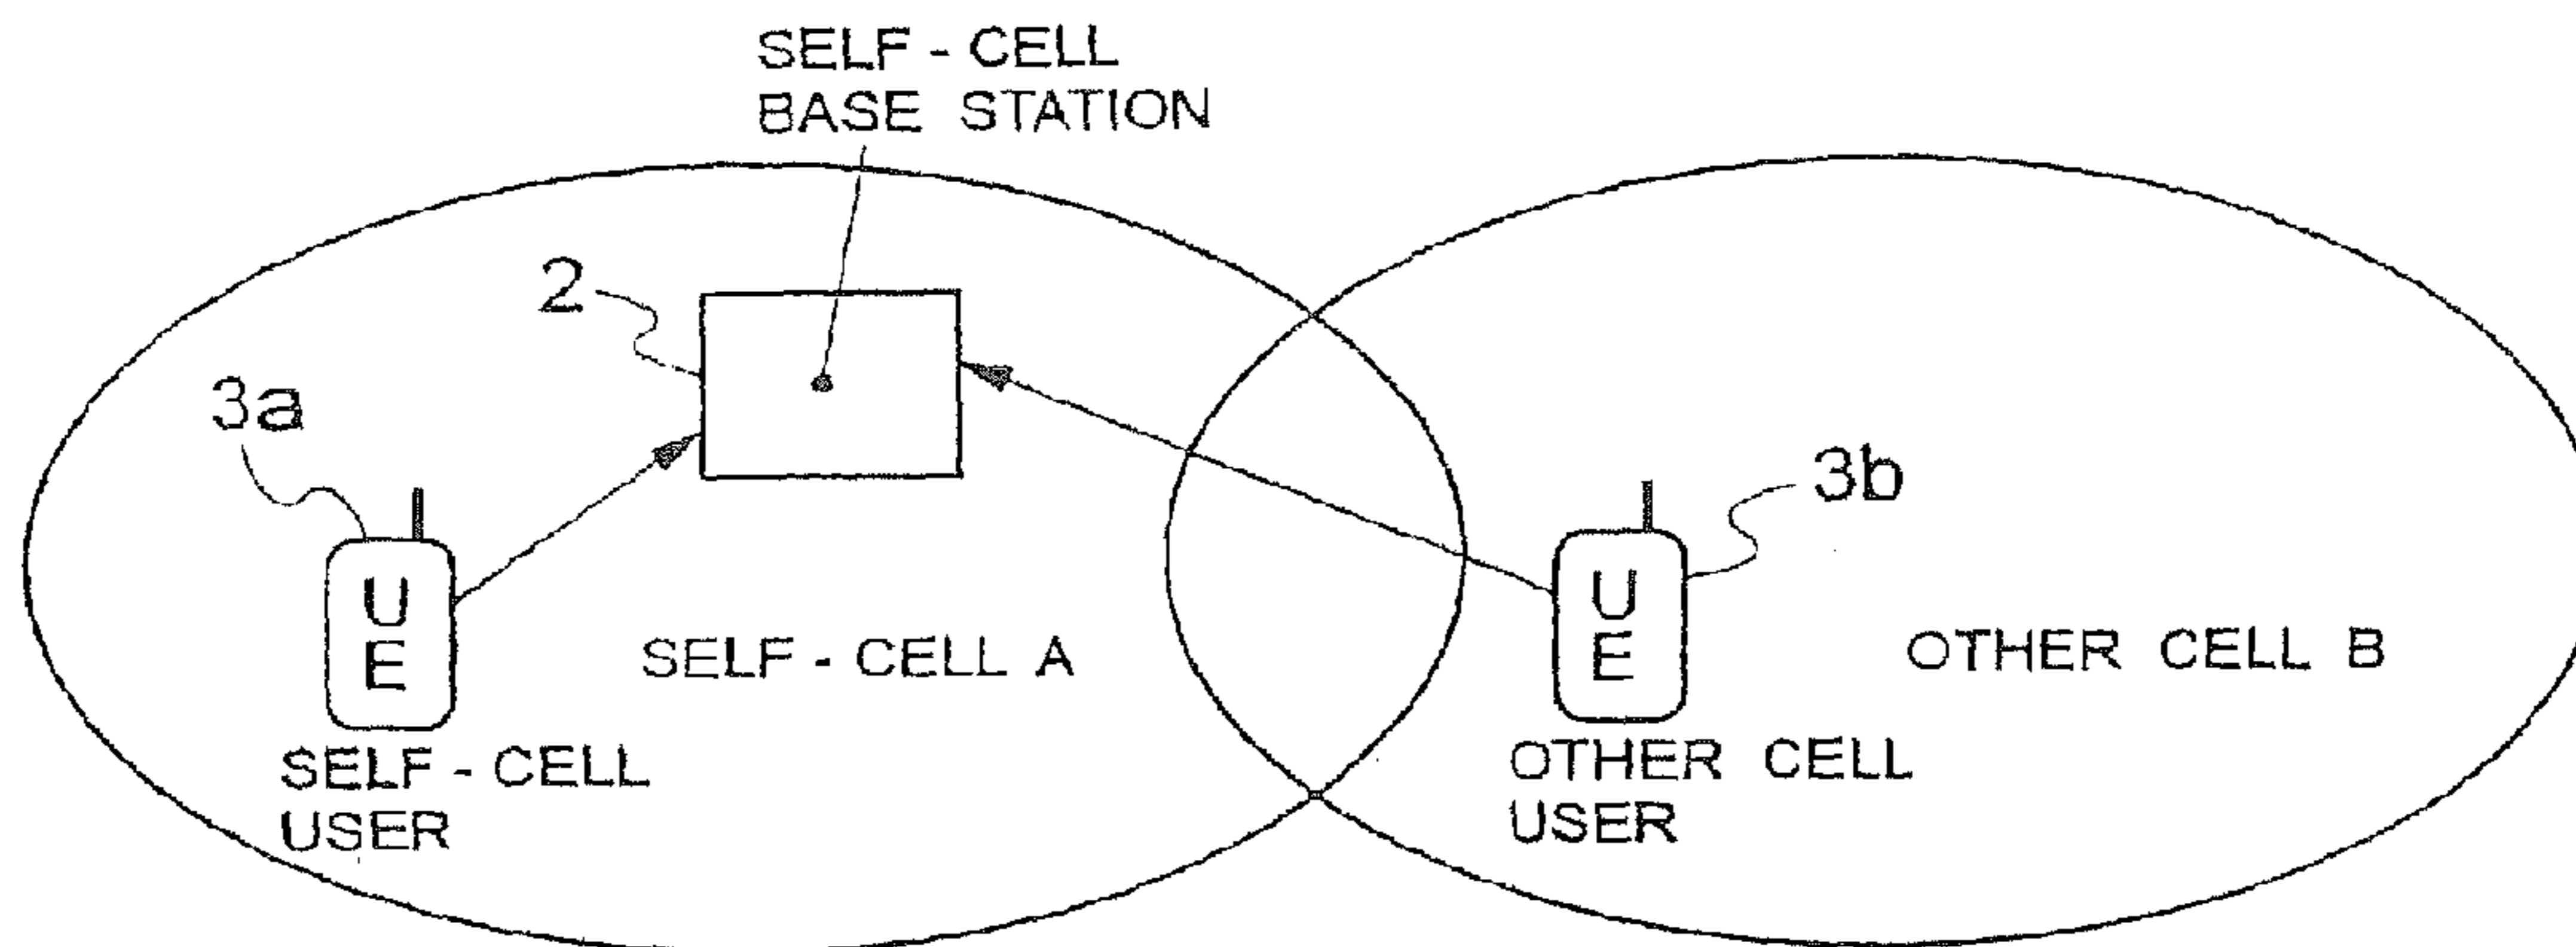 SELF - CELL
BASE STATION
2
3a
3b
U
E
U
E
SELF - CELL A
OTHER CELL B
SELF - CELL
USER
OTHER CELL
USER